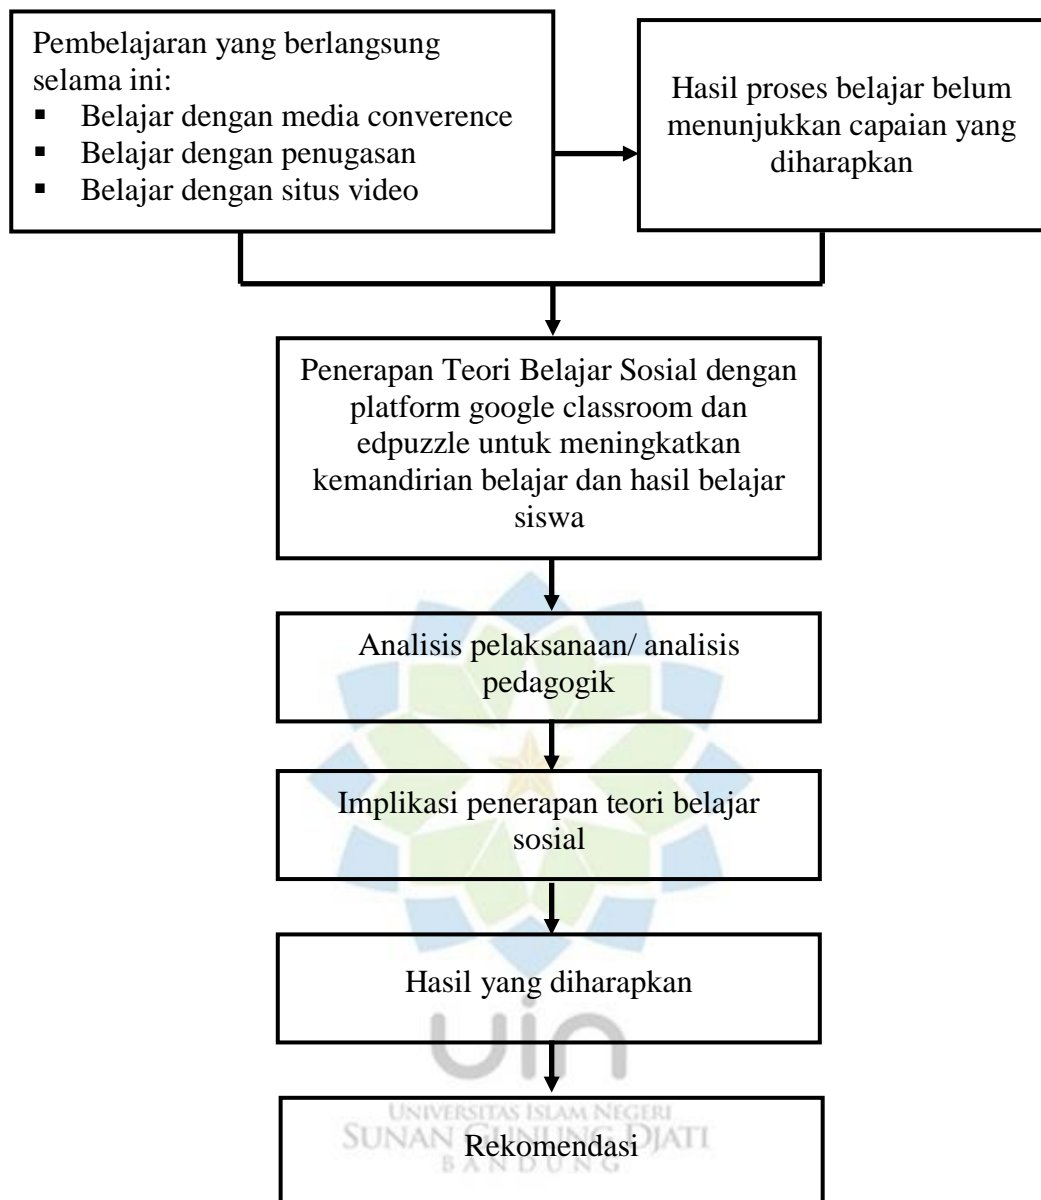 Pembelajaran yang berlangsung
selama ini:
▪ Belajar dengan media converence
▪ Belajar dengan penugasan
▪ Belajar dengan situs video
Hasil proses belajar belum
menunjukkan capaian yang
diharapkan
Penerapan Teori Belajar Sosial dengan
platform google classroom dan
edpuzzle untuk meningkatkan
kemandirian belajar dan hasil belajar
siswa
Analisis pelaksanaan/ analisis
pedagogik
Implikasi penerapan teori belajar
sosial
Hasil yang diharapkan
uin
UNIVERSITAS ISLAM NEGERI
SUNAN GUNUNG DJATI
BANDUNG
Rekomendasi